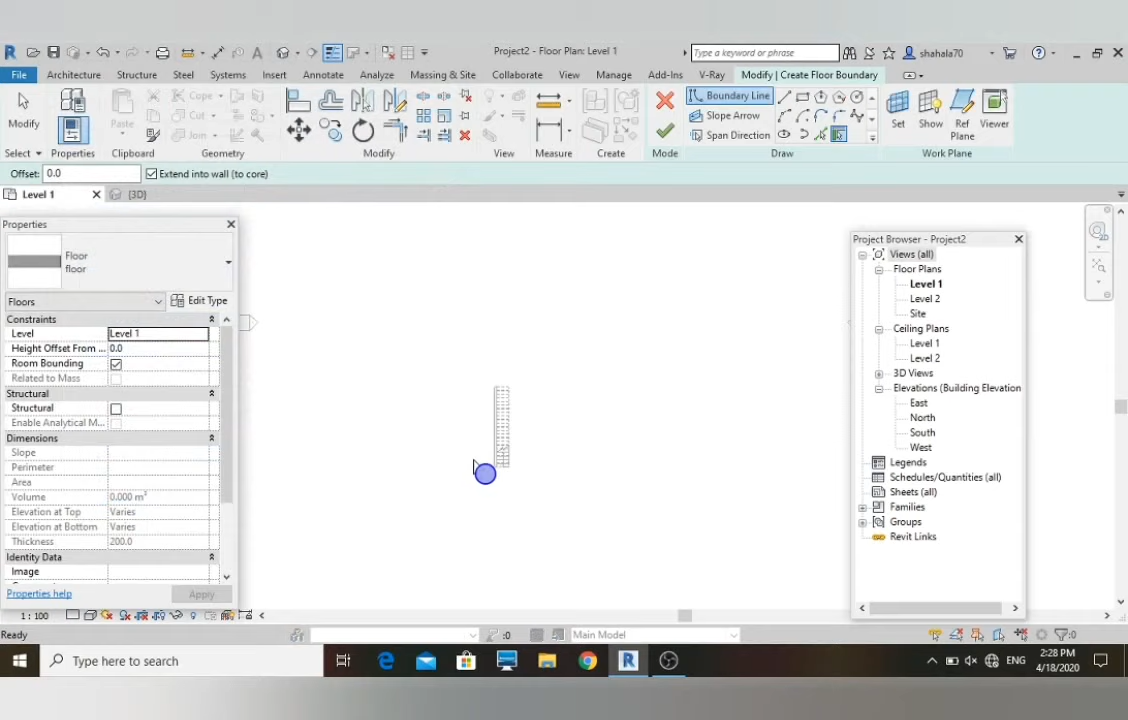 Project2 - Floor Plan: Level 1
Type a keyword or phrase
shahala70
File
Architecture
Structure
Steel
Systems
Insert
Annotate
Analyze
Massing & Site
Collaborate
View
Manage
Add-Ins
V-Ray
Modify | Create Floor Boundary
Modify
Properties
Paste
Cope
Cut
Join
Boundary Line
Slope Arrow
Span Direction
Set
Show
Ref
Plane
Viewer
Select
Properties
Clipboard
Geometry
Modify
View
Measure
Create
Mode
Draw
Work Plane
Offset: 0.0
Extend into wall (to core)
Level 1
{3D}
Properties
Floor
floor
Floors
Edit Type
Constraints
Level
Level 1
Height Offset From ...
0.0
Room Bounding
Related to Mass
Structural
Structural
Enable Analytical M...
Dimensions
Slope
Perimeter
Area
Volume
0.000 m³
Elevation at Top
Varies
Elevation at Bottom
Varies
Thickness
200.0
Identity Data
Image
Properties help
Apply
Project Browser - Project2
Views (all)
Floor Plans
Level 1
Level 2
Site
Ceiling Plans
Level 1
Level 2
3D Views
Elevations (Building Elevation
East
North
South
West
Legends
Schedules/Quantities (all)
Sheets (all)
Families
Groups
Revit Links
1 : 100
Ready
:0
Main Model
:0
Type here to search
ENG
2:28 PM
4/18/2020